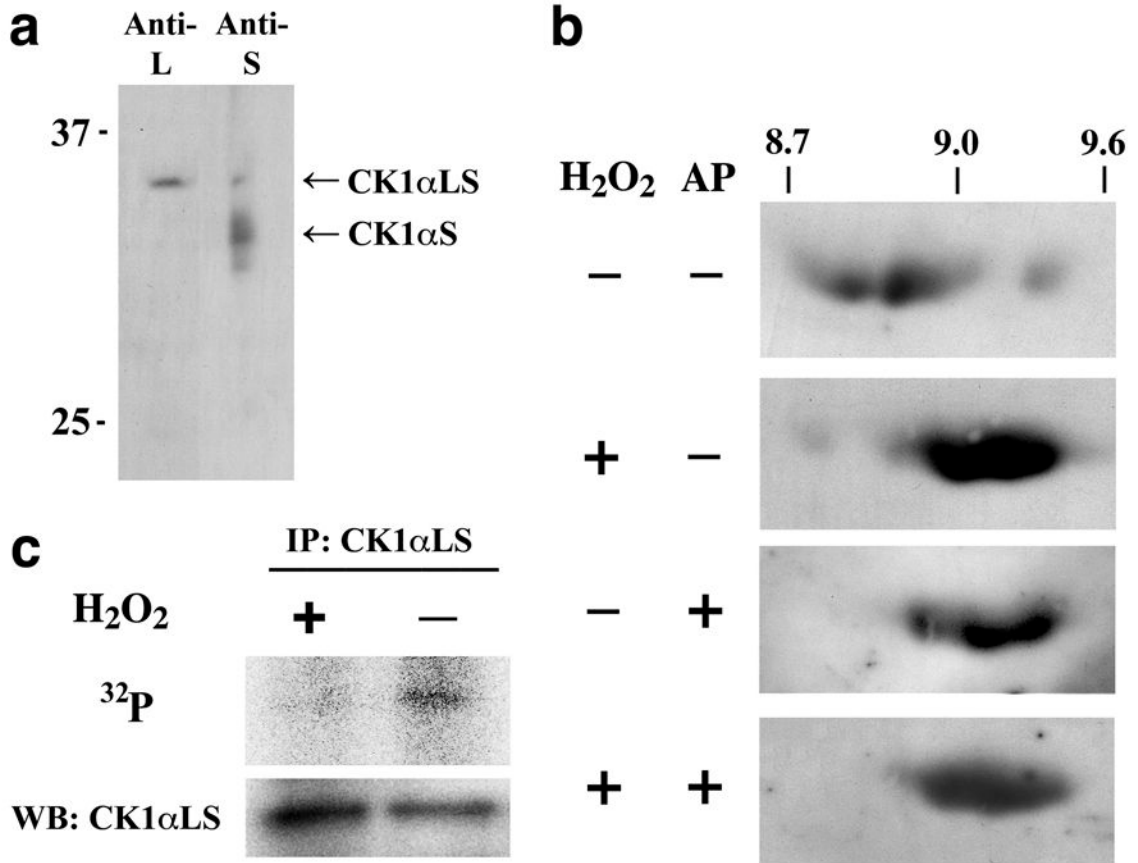 a
Anti-
L
Anti-
S
37 -
25-
← CK1αLS
← CK1αS
b
H₂O₂ AP
8.7 9.0 9.6
− −
+ −
− +
+ +
c
IP: CK1αLS
H₂O₂ + −
³²P
WB: CK1αLS